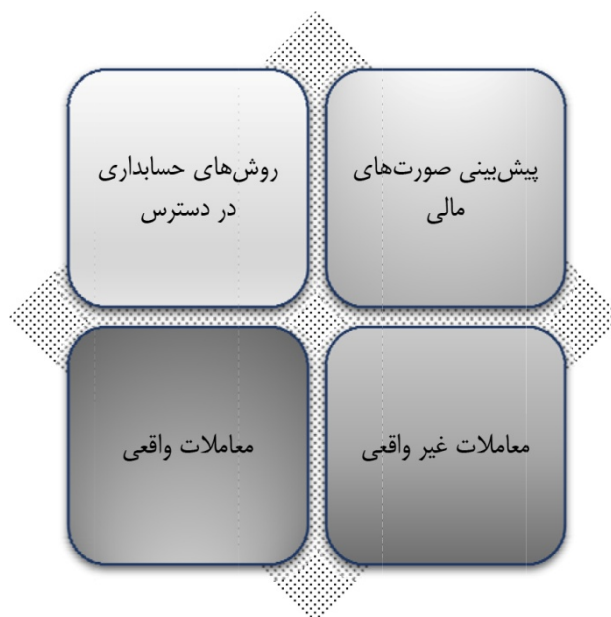 پیش‌بینی صورت‌های
مالی
روش‌های حسابداری
در دسترس
معاملات غیر واقعی
معاملات واقعی